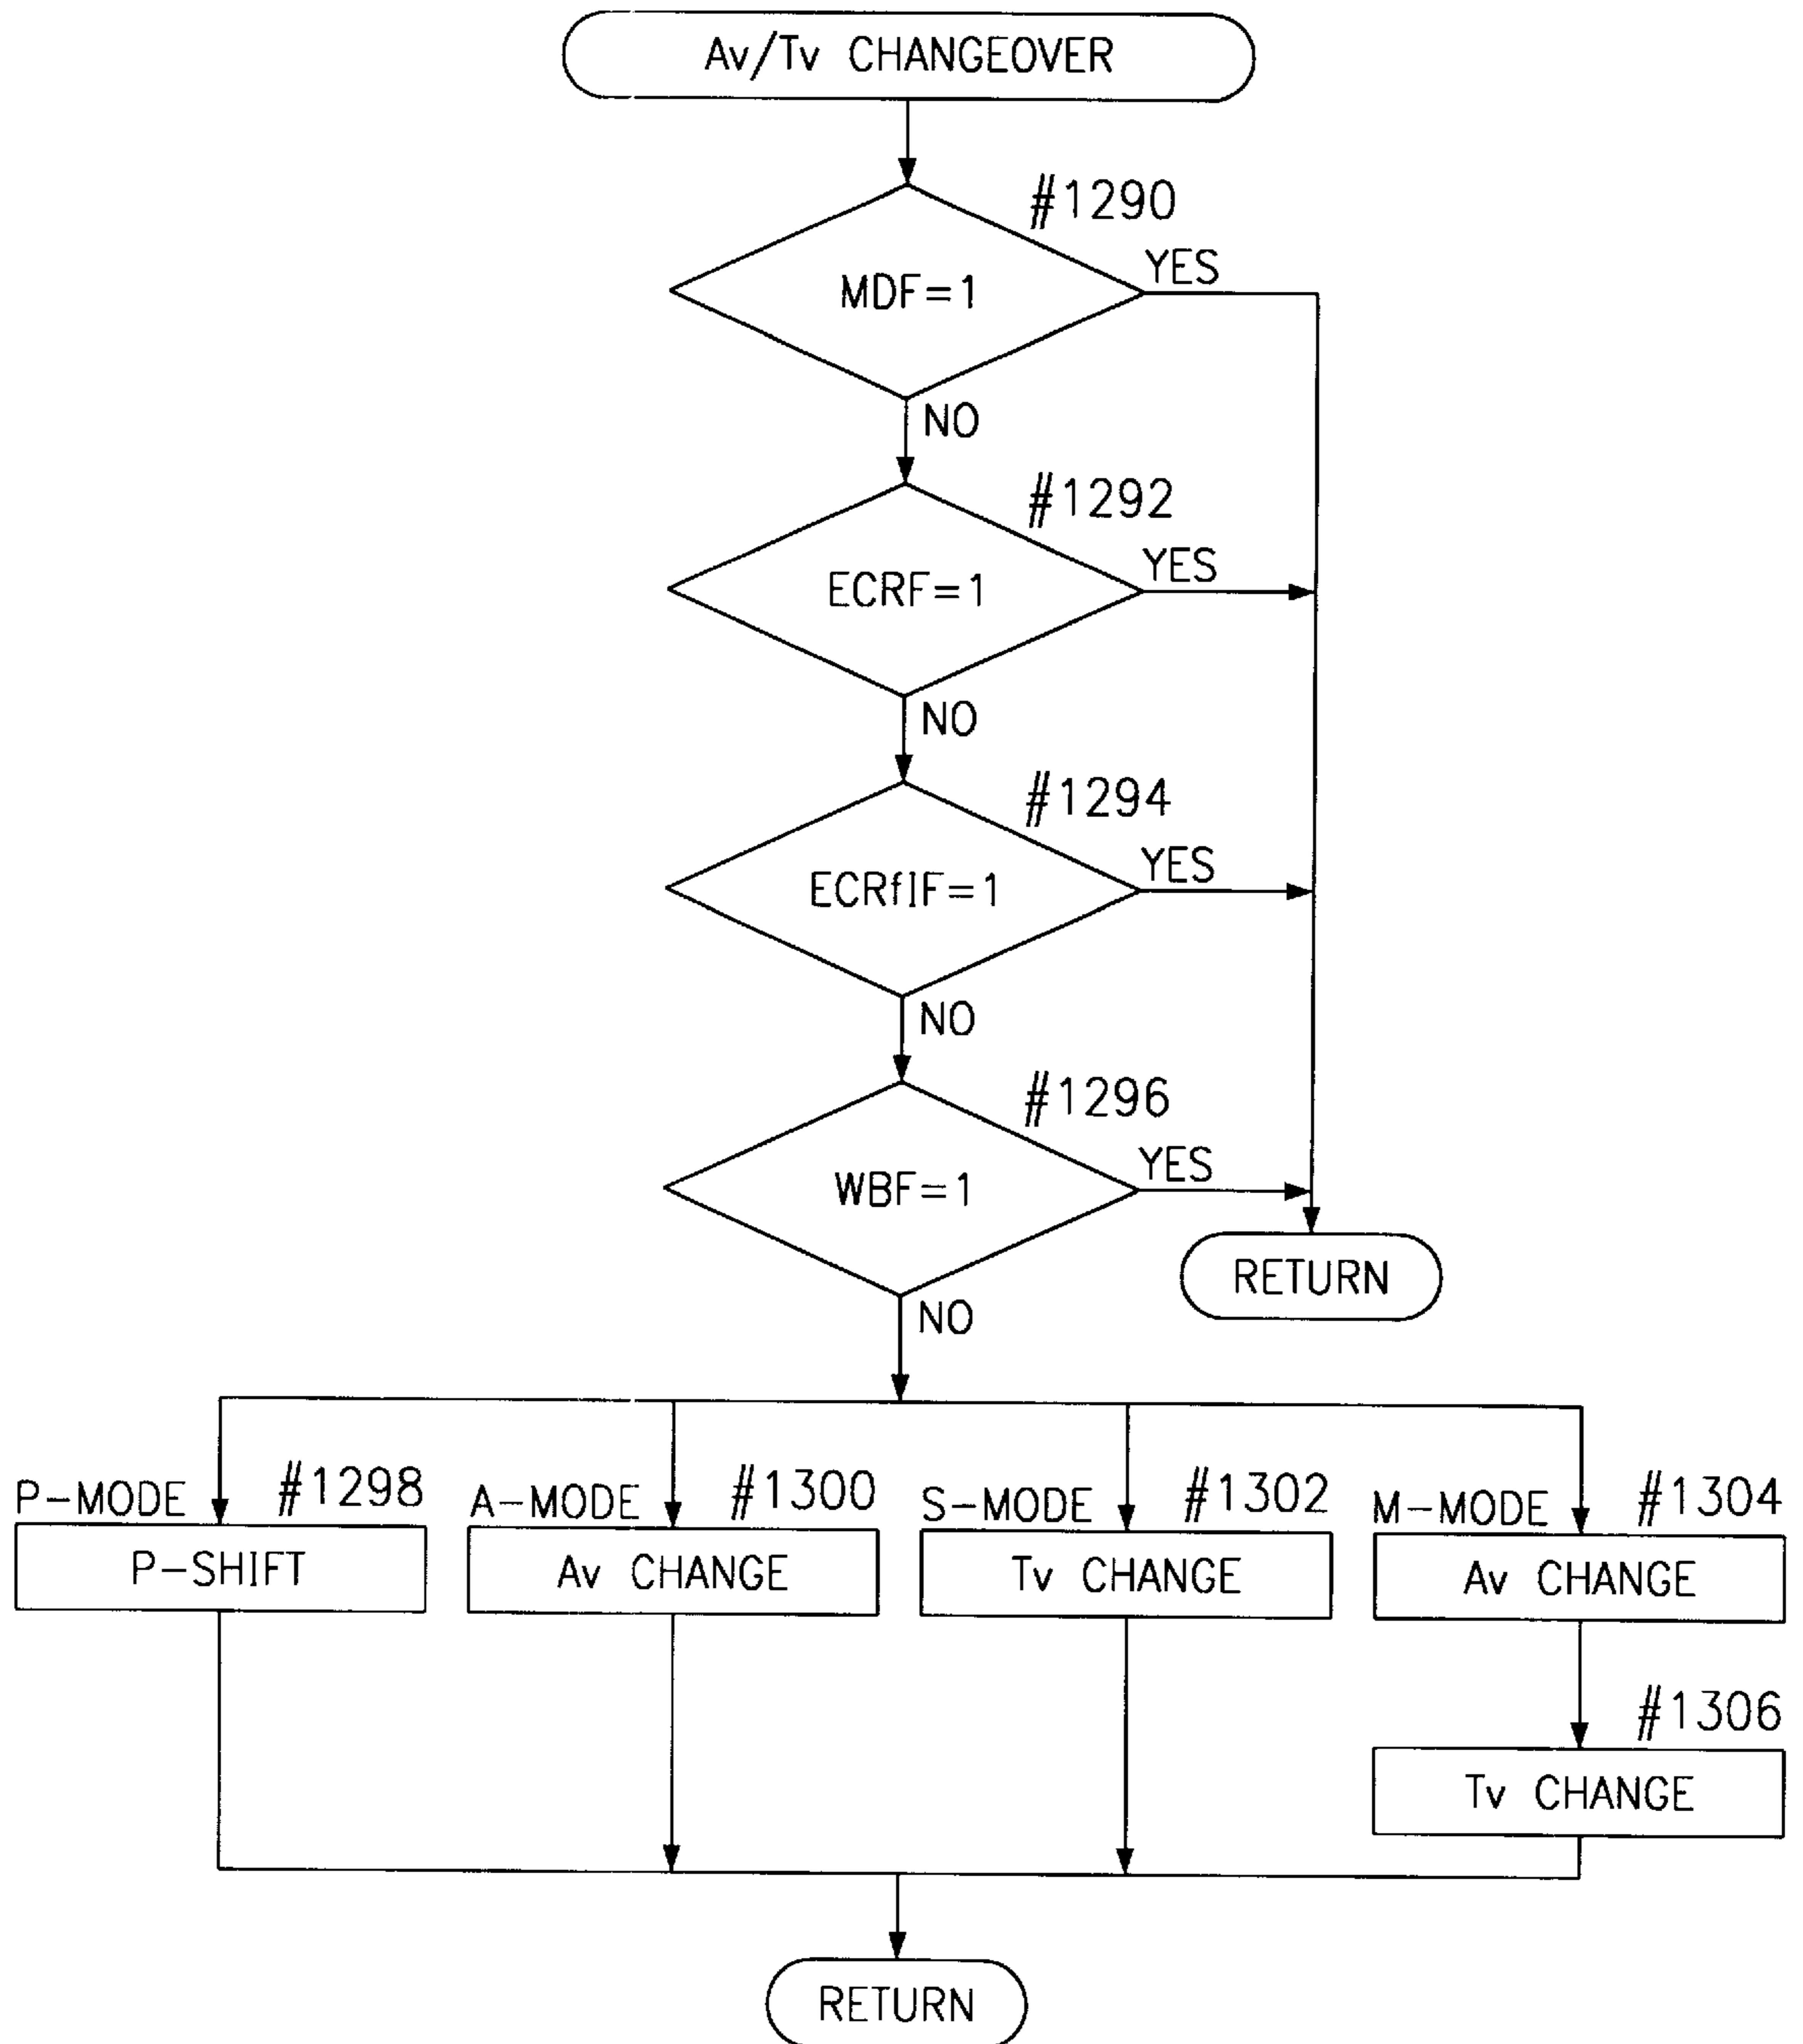 Av/Tv CHANGEOVER
#1290
MDF=1
YES
NO
#1292
ECRF=1
YES
NO
#1294
ECRfIF=1
YES
NO
#1296
WBF=1
YES
RETURN
NO
P-MODE #1298
P-SHIFT
A-MODE #1300
Av CHANGE
S-MODE #1302
Tv CHANGE
M-MODE #1304
Av CHANGE
#1306
Tv CHANGE
RETURN